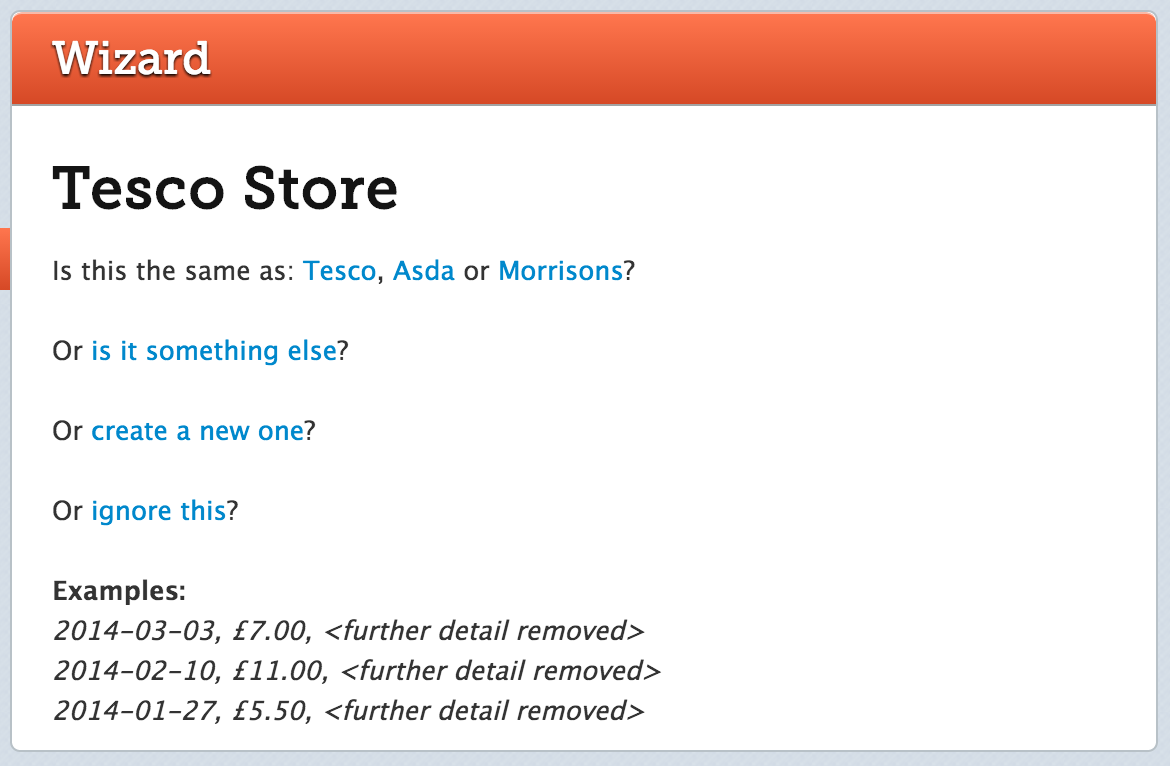 Wizard
Tesco Store
Is this the same as: Tesco, Asda or Morrisons?
Or is it something else?
Or create a new one?
Or ignore this?
Examples:
2014-03-03, £7.00, <further detail removed>
2014-02-10, £11.00, <further detail removed>
2014-01-27, £5.50, <further detail removed>